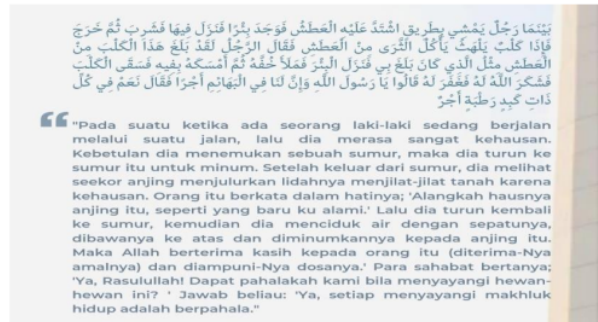 بَيْنَمَا رَجُلٌ يَمْشِي بِطَرِيقٍ اشْتَدَّ عَلَيْهِ الْعَطَشُ فَوَجَدَ بِئْرًا فَنَزَلَ فِيهَا فَشَرِبَ ثُمَّ خَرَجَ
فَإِذَا كَلْبٌ يَلْهَثُ يَأْكُلُ الثَّرَى مِنْ الْعَطَشِ فَقَالَ الرَّجُلُ لَقَدْ بَلَغَ هَذَا الْكَلْبَ مِنْ
الْعَطَشِ مِثْلُ الَّذِي كَانَ بَلَغَ بِي فَنَزَلَ الْبِئْرَ فَمَلَأَ خُفَّهُ ثُمَّ أَمْسَكَهُ بِفِيهِ فَسَقَى الْكَلْبَ
فَشَكَرَ اللَّهُ لَهُ فَغَفَرَ لَهُ قَالُوا يَا رَسُولَ اللَّهِ وَإِنَّ لَنَا فِي الْبَهَائِمِ أَجْرًا فَقَالَ نَعَمْ فِي كُلِّ
ذَاتِ كَبِدٍ رَطْبَةٍ أَجْرٌ
"Pada suatu ketika ada seorang laki-laki sedang berjalan
melalui suatu jalan, lalu dia merasa sangat kehausan.
Kebetulan dia menemukan sebuah sumur, maka dia turun ke
sumur itu untuk minum. Setelah keluar dari sumur, dia melihat
seekor anjing menjulurkan lidahnya menjilat-jilat tanah karena
kehausan. Orang itu berkata dalam hatinya; 'Alangkah hausnya
anjing itu, seperti yang baru ku alami.' Lalu dia turun kembali
ke sumur, kemudian dia menciduk air dengan sepatunya,
dibawanya ke atas dan diminumkannya kepada anjing itu.
Maka Allah berterima kasih kepada orang itu (diterima-Nya
amalnya) dan diampuni-Nya dosanya.' Para sahabat bertanya;
'Ya, Rasulullah! Dapat pahalakah kami bila menyayangi hewan-
hewan ini? ' Jawab beliau: 'Ya, setiap menyayangi makhluk
hidup adalah berpahala."